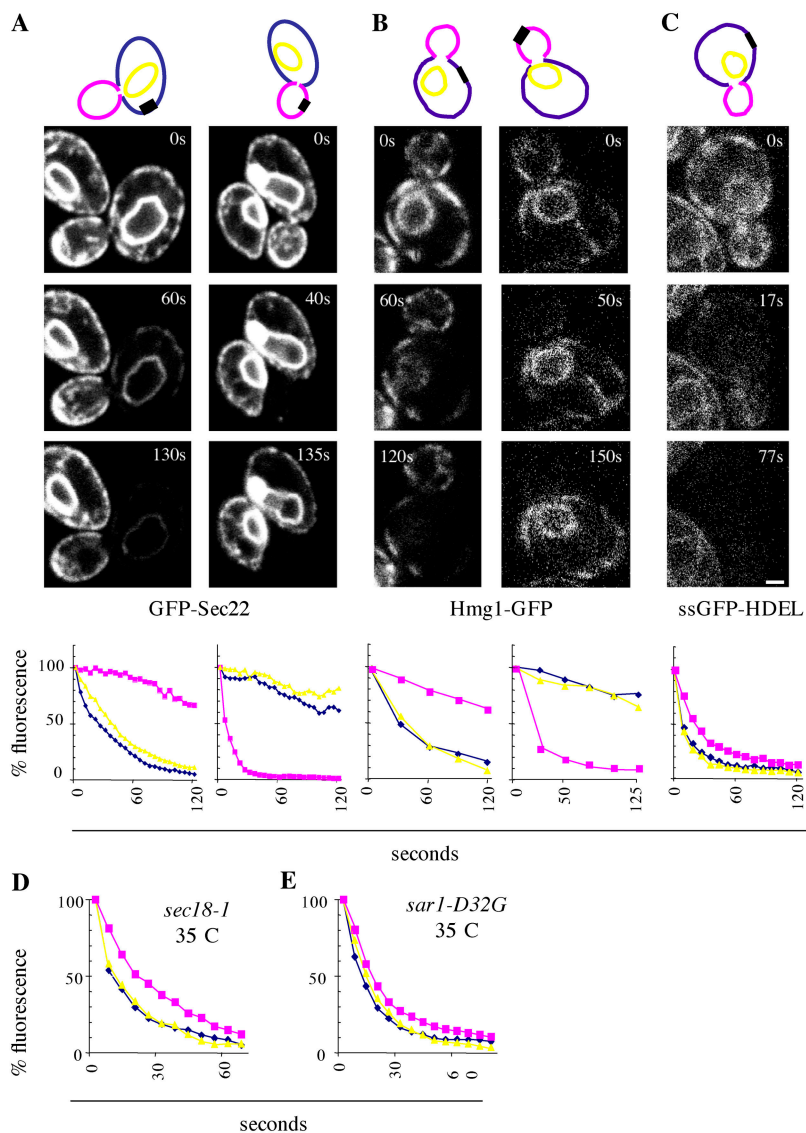 A B C
0s 0s 0s 0s 0s
60s 40s 60s 50s 17s
130s 135s 120s 150s 77s
GFP-Sec22 Hmg1-GFP ssGFP-HDEL
% fluorescence
100
50
0
0 60 120 0 60 120 0 60 120 0 50 125 0 60 120
seconds
D E
sec18-1
35 C
sar1-D32G
35 C
% fluorescence
100
50
0
100
50
0
0 60 0 30 6 0
seconds